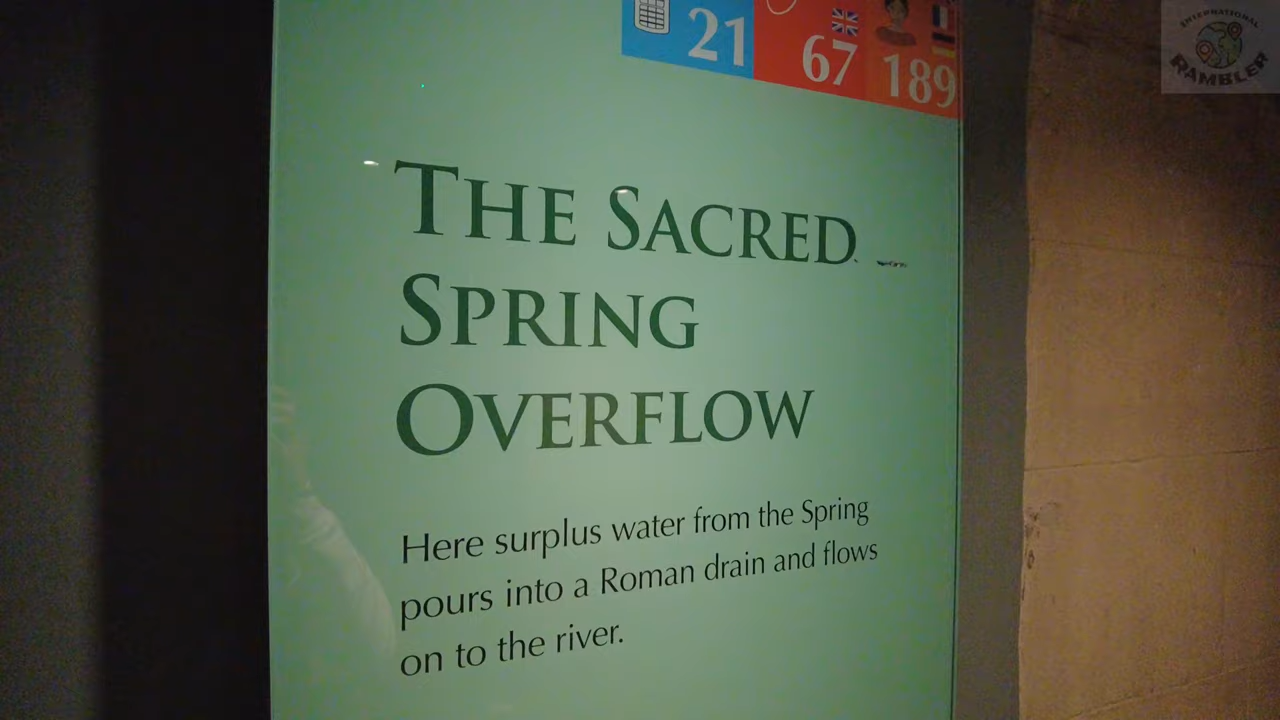 INTERNATIONAL
RAMBLER
21 67 189
THE SACRED
SPRING
OVERFLOW
Here surplus water from the Spring
pours into a Roman drain and flows
on to the river.